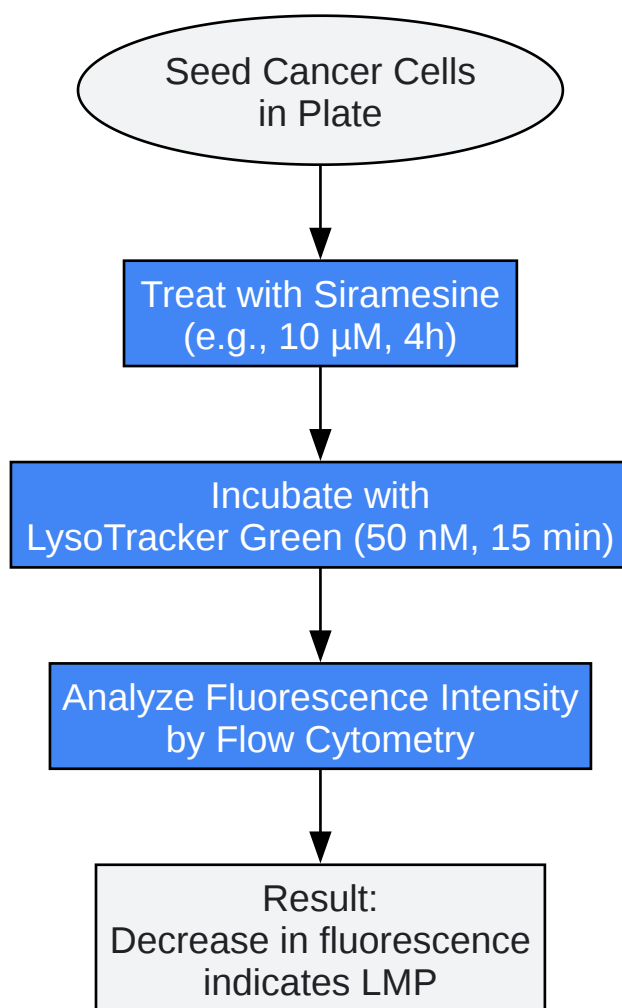 Seed Cancer Cells
in Plate
Treat with Siramesine
(e.g., 10 µM, 4h)
Incubate with
LysoTracker Green (50 nM, 15 min)
Analyze Fluorescence Intensity
by Flow Cytometry
Result:
Decrease in fluorescence
indicates LMP